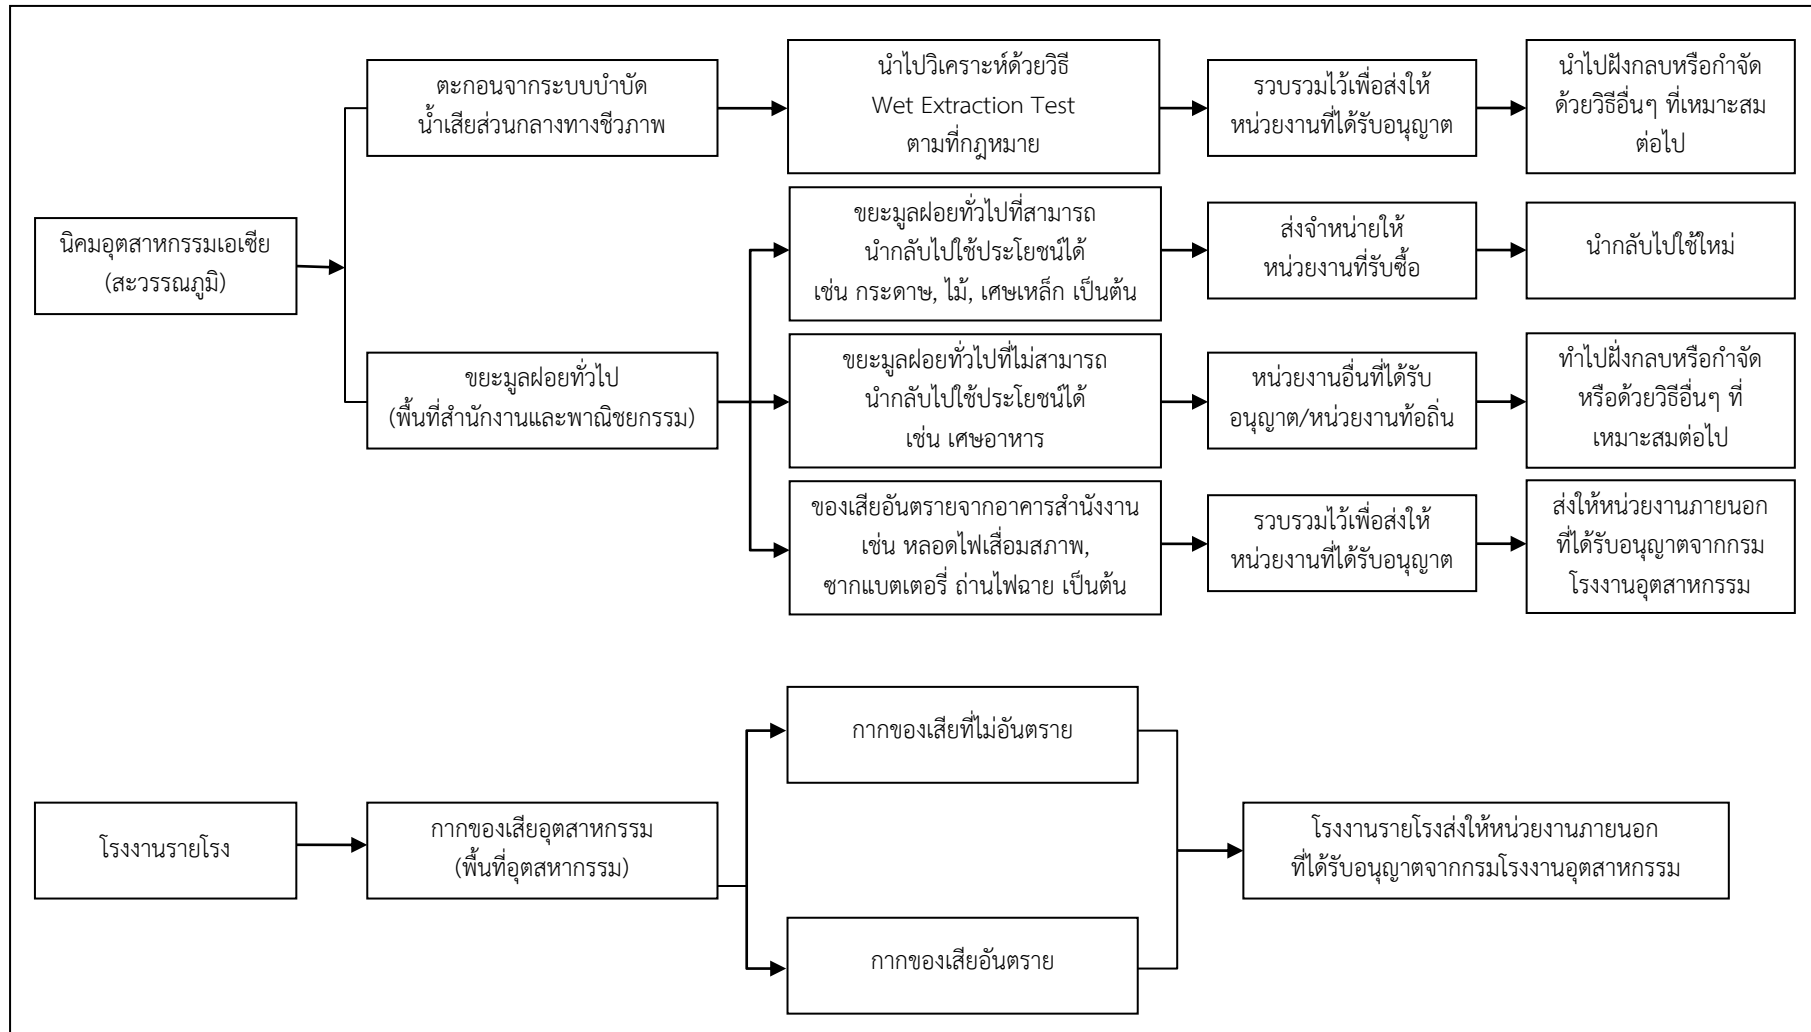 ตะกอนจากระบบบำบัด
น้ำเสียส่วนกลางทางชีวภาพ
นำไปวิเคราะห์ด้วยวิธี
Wet Extraction Test
ตามที่กฎหมาย
รวบรวมไว้เพื่อส่งให้
หน่วยงานที่ได้รับอนุญาต
นำไปฝังกลบหรือกำจัด
ด้วยวิธีอื่นๆ ที่เหมาะสม
ต่อไป
นิคมอุตสาหกรรมเอเซีย
(สะวรรณภูมิ)
ขยะมูลฝอยทั่วไปที่สามารถ
นำกลับไปใช้ประโยชน์ได้
เช่น กระดาษ, ไม้, เศษเหล็ก เป็นต้น
ส่งจำหน่ายให้
หน่วยงานที่รับซื้อ
นำกลับไปใช้ใหม่
ขยะมูลฝอยทั่วไป
(พื้นที่สำนักงานและพาณิชยกรรม)
ขยะมูลฝอยทั่วไปที่ไม่สามารถ
นำกลับไปใช้ประโยชน์ได้
เช่น เศษอาหาร
หน่วยงานอื่นที่ได้รับ
อนุญาต/หน่วยงานท้อถิ่น
ทำไปฝั่งกลบหรือกำจัด
หรือด้วยวิธีอื่นๆ ที่
เหมาะสมต่อไป
ของเสียอันตรายจากอาคารสำนังงาน
เช่น หลอดไฟเสื่อมสภาพ,
ซากแบตเตอรี่ ถ่านไฟฉาย เป็นต้น
รวบรวมไว้เพื่อส่งให้
หน่วยงานที่ได้รับอนุญาต
ส่งให้หน่วยงานภายนอก
ที่ได้รับอนุญาตจากกรม
โรงงานอุตสาหกรรม
โรงงานรายโรง
กากของเสียอุตสาหกรรม
(พื้นที่อุตสหากรรม)
กากของเสียที่ไม่อันตราย
กากของเสียอันตราย
โรงงานรายโรงส่งให้หน่วยงานภายนอก
ที่ได้รับอนุญาตจากกรมโรงงานอุตสาหกรรม